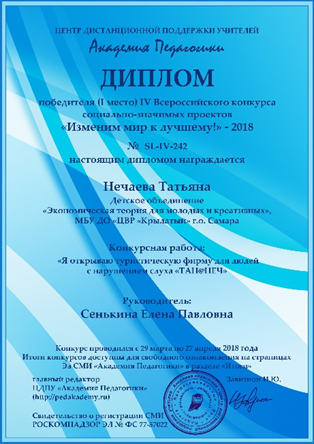 ЦЕНТР ДИСТАНЦИОННОЙ ПОДДЕРЖКИ УЧИТЕЛЕЙ
Академия Педагогики
ДИПЛОМ
победителя (I место) IV Всероссийского конкурса
социально-значимых проектов
«Изменим мир к лучшему!» - 2018
№ SL-IV-242
настоящим дипломом награждается
Нечаева Татьяна
Детское объединение
«Экономическая теория для молодых и креативных»,
МБУ ДО «ЦВР «Крылатый» г.о. Самара
Конкурсная работа:
«Я открываю туристическую фирму для людей
с нарушением слуха «ТАНеНЕЧ»
Руководитель:
Сенькина Елена Павловна
Конкурс проводился с 29 марта по 27 апреля 2018 года
Итоги конкурсов доступны для свободного ознакомления на страницах
Эл СМИ «Академия Педагогики» в разделе «Итоги»
главный редактор
ЦДПУ «Академия Педагогики"
(http://pedakademy.ru)
Свидетельство о регистрации СМИ
РОСКОМНАДЗОР ЭЛ № ФС 77-57022